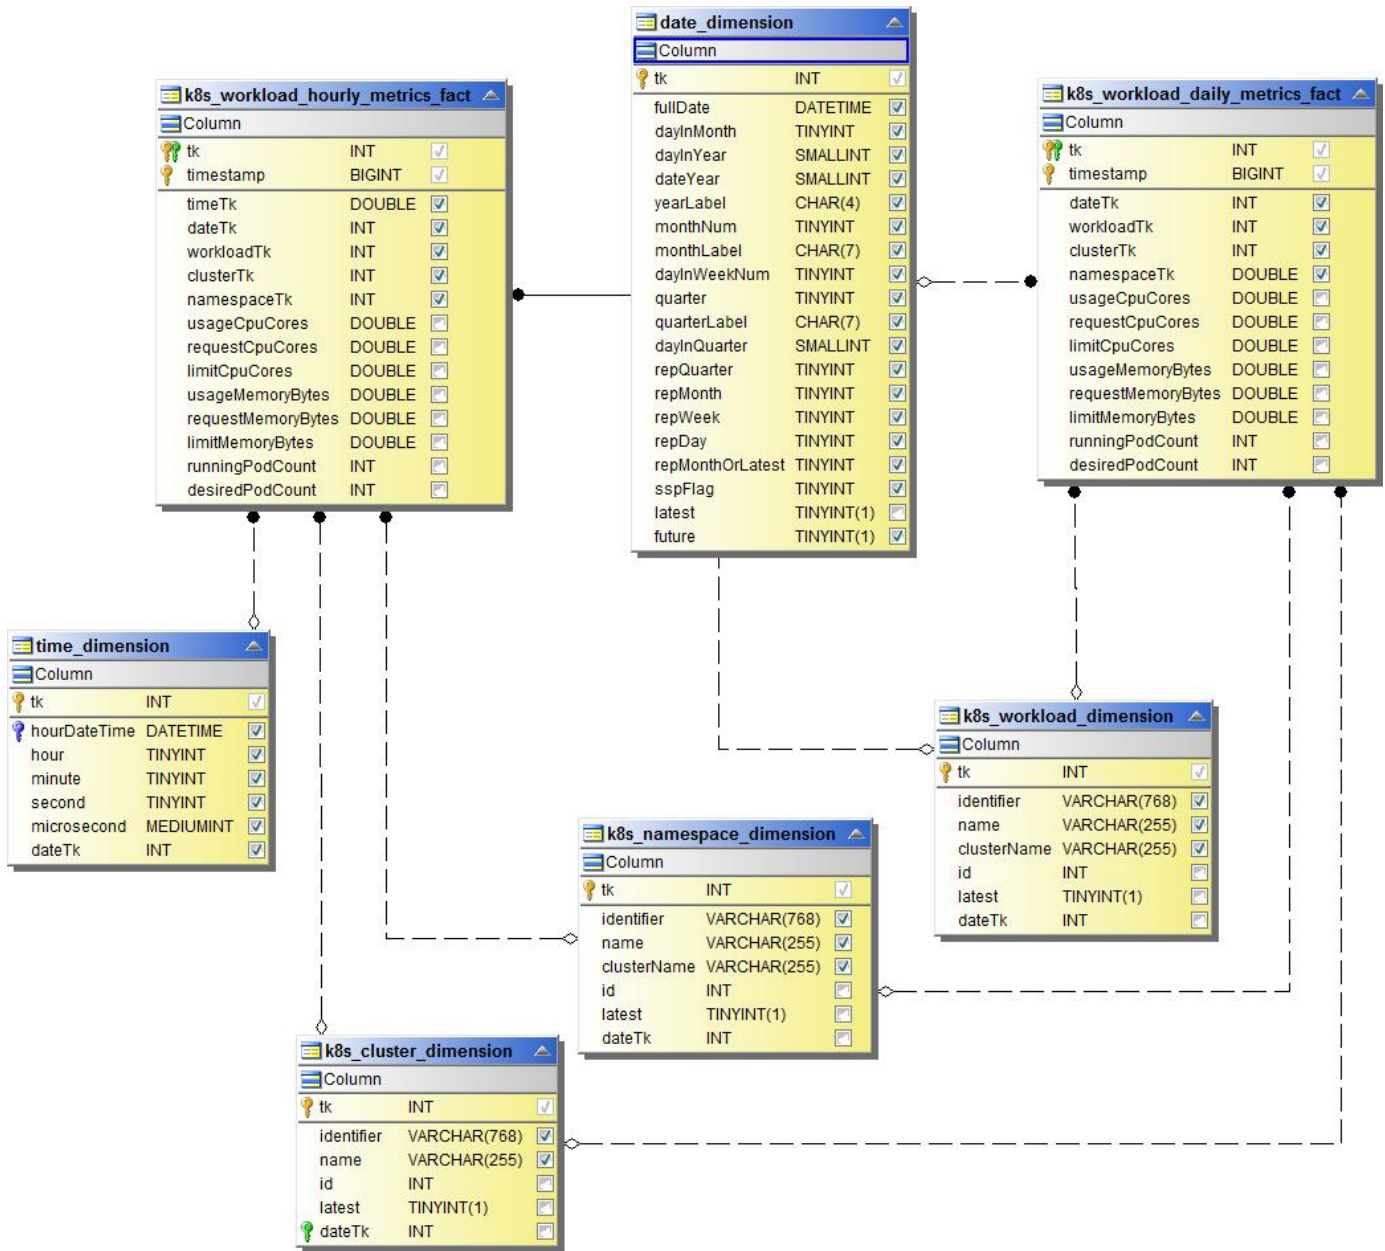 date_dimension
Column
tk INT
fullDate DATETIME
dayInMonth TINYINT
dayInYear SMALLINT
dateYear SMALLINT
yearLabel CHAR(4)
monthNum TINYINT
monthLabel CHAR(7)
dayInWeekNum TINYINT
quarter TINYINT
quarterLabel CHAR(7)
dayInQuarter SMALLINT
repQuarter TINYINT
repMonth TINYINT
repWeek TINYINT
repDay TINYINT
repMonthOrLatest TINYINT
sspFlag TINYINT
latest TINYINT(1)
future TINYINT(1)
k8s_workload_hourly_metrics_fact
Column
tk INT
timestamp BIGINT
timeTk DOUBLE
dateTk INT
workloadTk INT
clusterTk INT
namespaceTk INT
usageCpuCores DOUBLE
requestCpuCores DOUBLE
limitCpuCores DOUBLE
usageMemoryBytes DOUBLE
requestMemoryBytes DOUBLE
limitMemoryBytes DOUBLE
runningPodCount INT
desiredPodCount INT
k8s_workload_daily_metrics_fact
Column
tk INT
timestamp BIGINT
dateTk INT
workloadTk INT
clusterTk INT
namespaceTk DOUBLE
usageCpuCores DOUBLE
requestCpuCores DOUBLE
limitCpuCores DOUBLE
usageMemoryBytes DOUBLE
requestMemoryBytes DOUBLE
limitMemoryBytes DOUBLE
runningPodCount INT
desiredPodCount INT
time_dimension
Column
tk INT
hourDateTime DATETIME
hour TINYINT
minute TINYINT
second TINYINT
microsecond MEDIUMINT
dateTk INT
k8s_workload_dimension
Column
tk INT
identifier VARCHAR(768)
name VARCHAR(255)
clusterName VARCHAR(255)
id INT
latest TINYINT(1)
dateTk INT
k8s_namespace_dimension
Column
tk INT
identifier VARCHAR(768)
name VARCHAR(255)
clusterName VARCHAR(255)
id INT
latest TINYINT(1)
dateTk INT
k8s_cluster_dimension
Column
tk INT
identifier VARCHAR(768)
name VARCHAR(255)
id INT
latest TINYINT(1)
dateTk INT